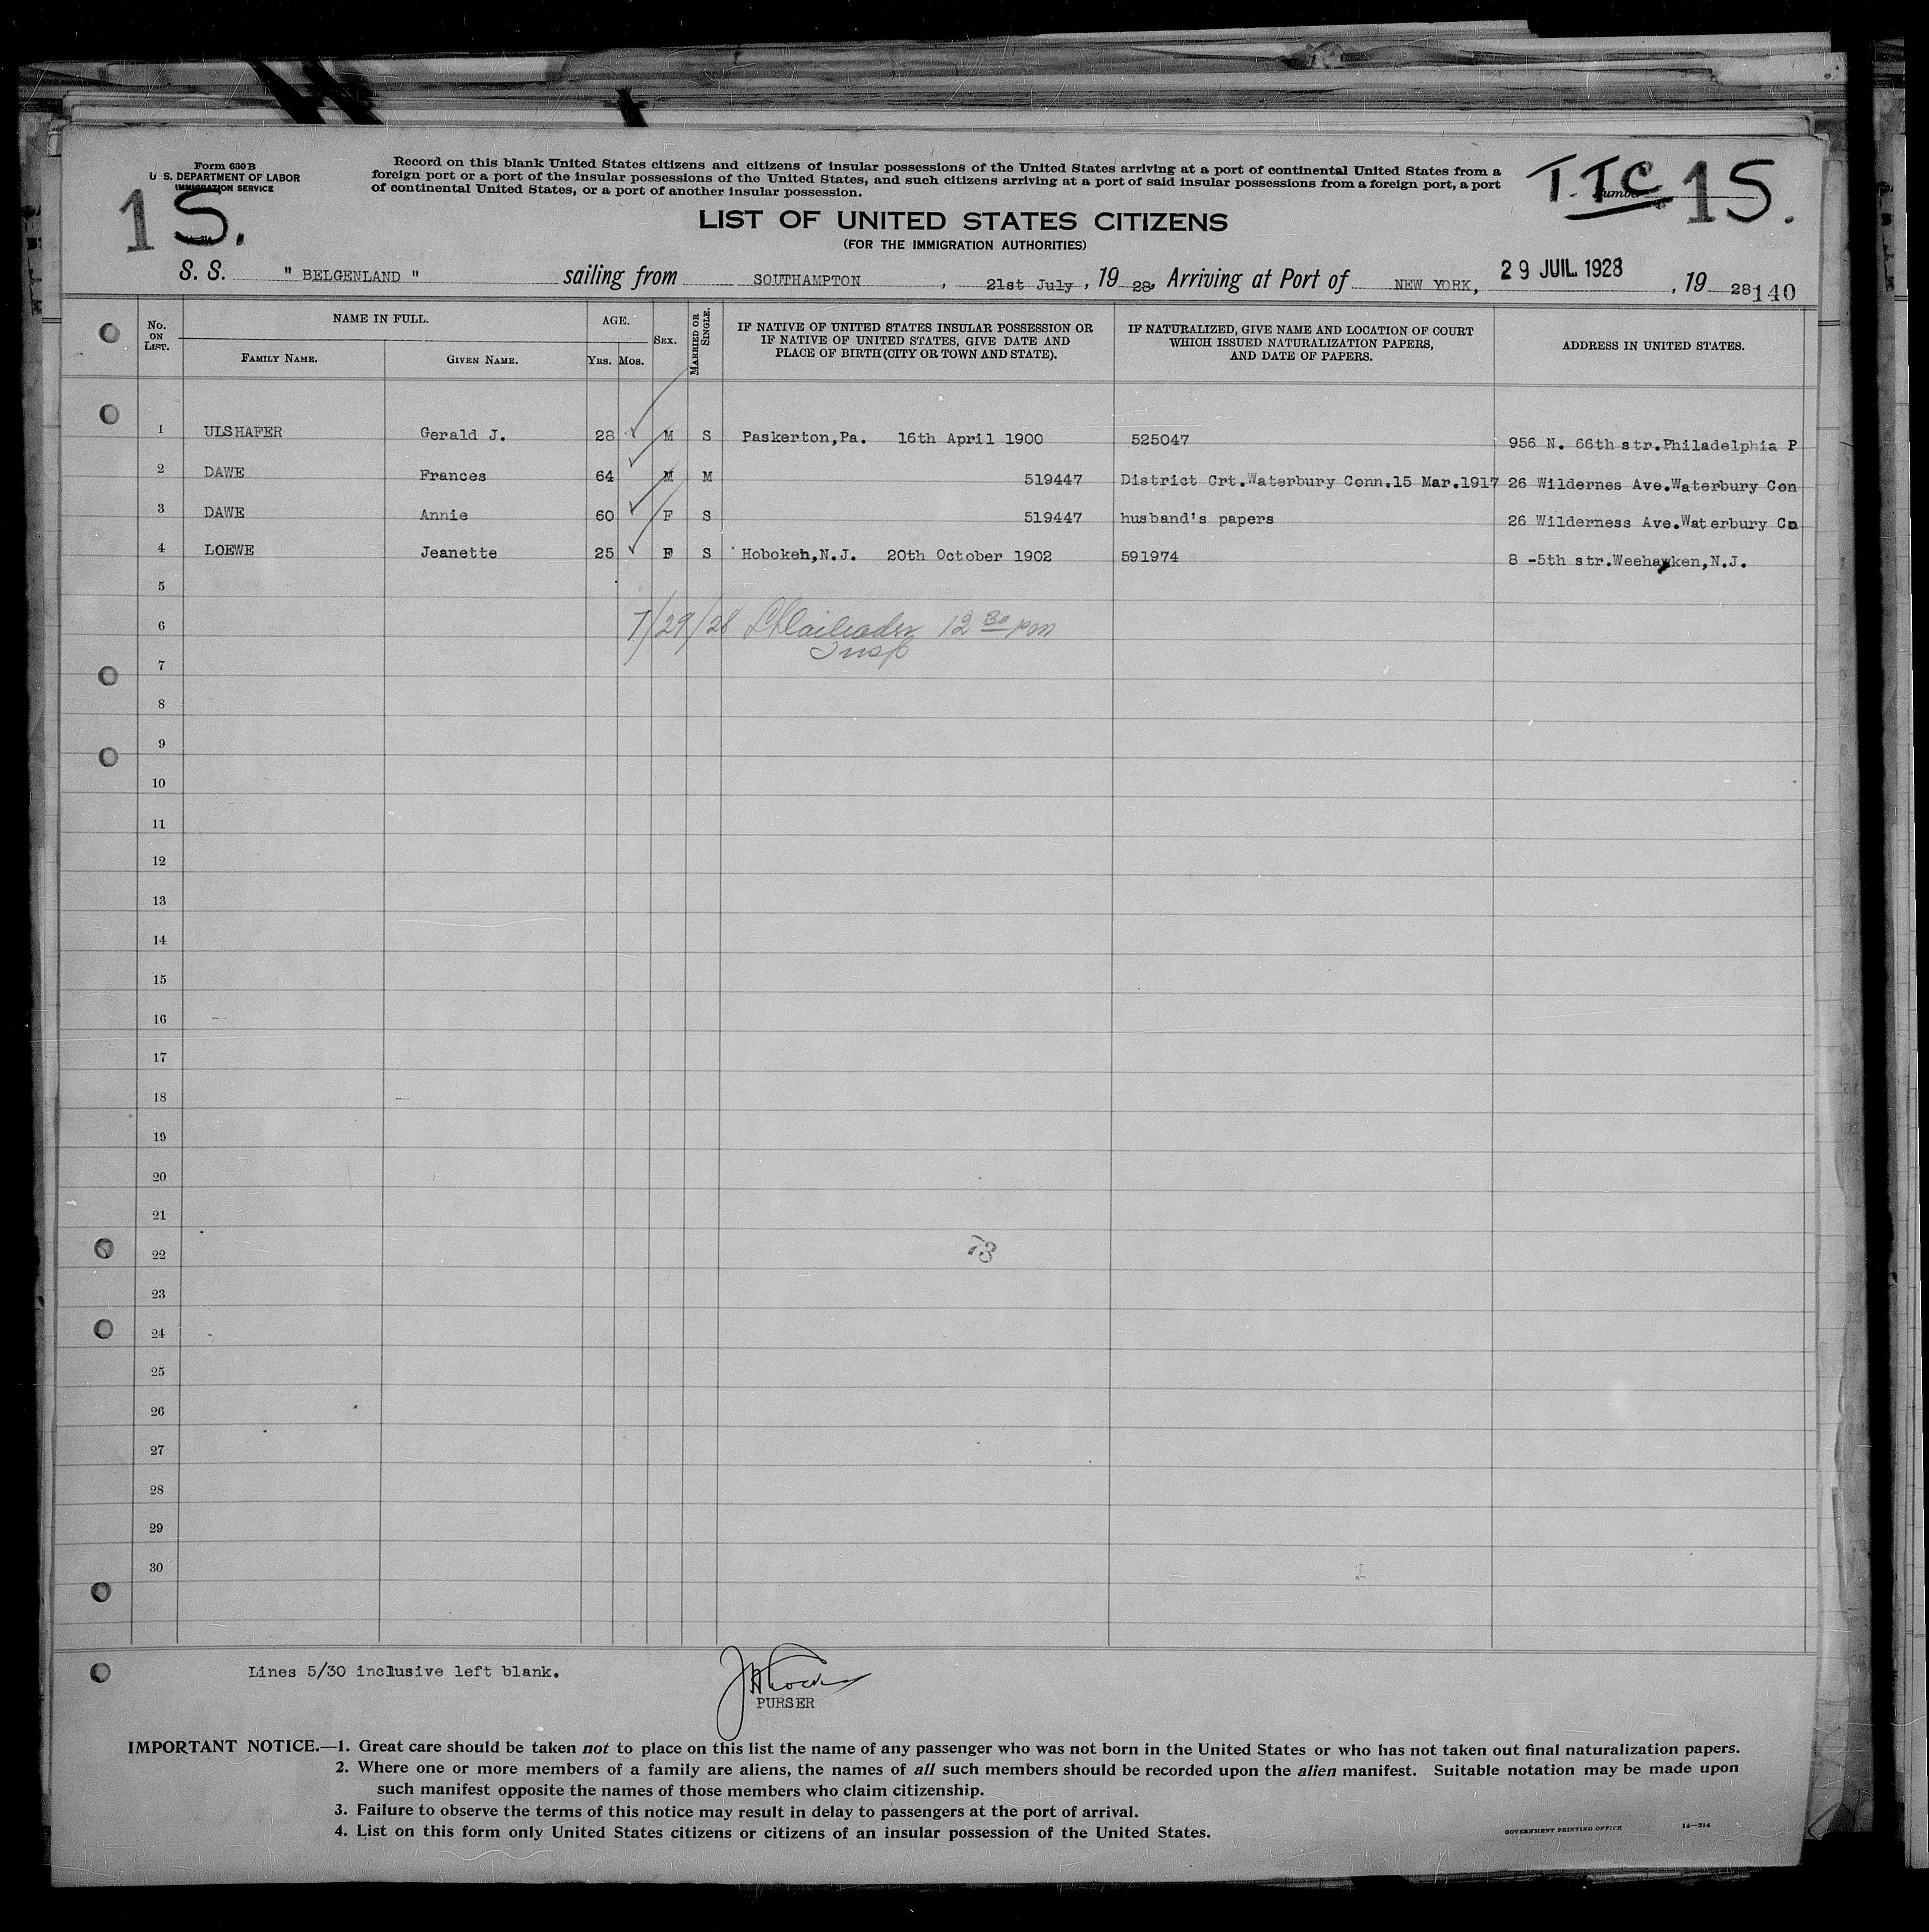 Form 630 B
U. S. DEPARTMENT OF LABOR
IMMIGRATION SERVICE
1 S.
Record on this blank United States citizens and citizens of insular possessions of the United States arriving at a port of continental United States from a
foreign port or a port of the insular possessions of the United States, and such citizens arriving at a port of said insular possessions from a foreign port, a port
of continental United States, or a port of another insular possession.
TTC 1S.
LIST OF UNITED STATES CITIZENS
(FOR THE IMMIGRATION AUTHORITIES)
S. S. " BELGENLAND " sailing from SOUTHAMPTON , 21st July , 19 28, Arriving at Port of NEW YORK, 29 JUIL. 1928 , 19 28 140
No. ON LIST. NAME IN FULL. AGE. SEX. MARRIED OR SINGLE. IF NATIVE OF UNITED STATES INSULAR POSSESSION OR IF NATIVE OF UNITED STATES, GIVE DATE AND PLACE OF BIRTH (CITY OR TOWN AND STATE). IF NATURALIZED, GIVE NAME AND LOCATION OF COURT WHICH ISSUED NATURALIZATION PAPERS, AND DATE OF PAPERS. ADDRESS IN UNITED STATES.
FAMILY NAME. GIVEN NAME. YRS. MOS.
1 ULSHAFER Gerald J. 28 M S Paskerton,Pa. 16th April 1900 525047 956 N. 66th str.Philadelphia P
2 DAWE Frances 64 M M 519447 District Crt.Waterbury Conn.15 Mar.1917 26 Wildernes Ave.Waterbury Con
3 DAWE Annie 60 F S 519447 husband's papers 26 Wilderness Ave.Waterbury Cn
4 LOEWE Jeanette 25 F S Hoboken,N.J. 20th October 1902 591974 8 -5th str.Weehawken,N.J.
5
6 7/29/28 12 30 pm
Insp
7
8
9
10
11
12
13
14
15
16
17
18
19
20
21
22 73
23
24
25
26
27
28
29
30
Lines 5/30 inclusive left blank.
PURSER
IMPORTANT NOTICE.—1. Great care should be taken not to place on this list the name of any passenger who was not born in the United States or who has not taken out final naturalization papers.
2. Where one or more members of a family are aliens, the names of all such members should be recorded upon the alien manifest. Suitable notation may be made upon
such manifest opposite the names of those members who claim citizenship.
3. Failure to observe the terms of this notice may result in delay to passengers at the port of arrival.
4. List on this form only United States citizens or citizens of an insular possession of the United States.
GOVERNMENT PRINTING OFFICE 14—214